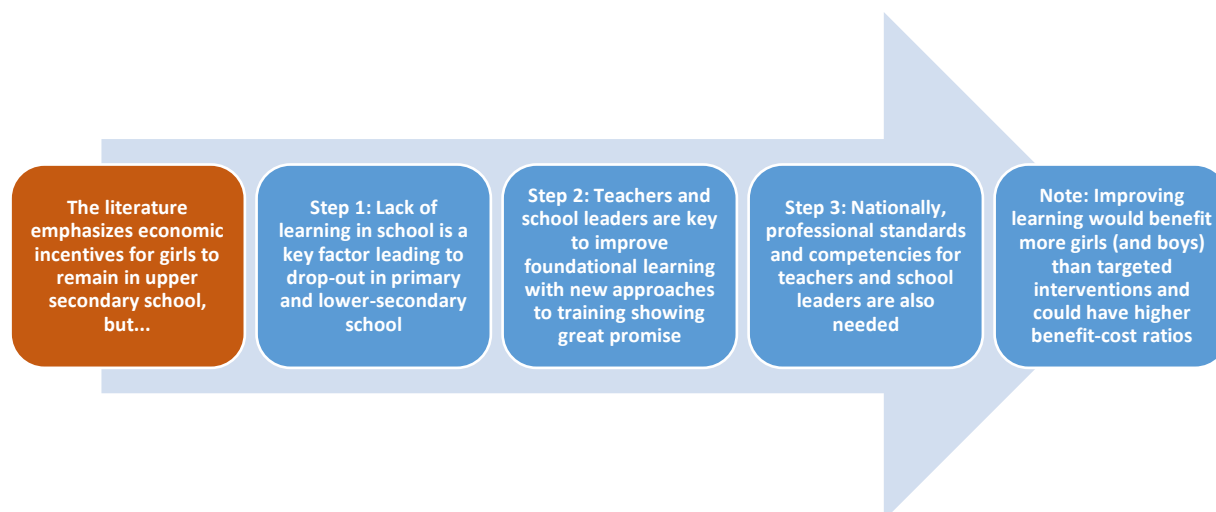 The literature
emphasizes economic
incentives for girls to
remain in upper
secondary school,
but...
Step 1: Lack of
learning in school is a
key factor leading to
drop-out in primary
and lower-secondary
school
Step 2: Teachers and
school leaders are key
to improve
foundational learning
with new approaches
to training showing
great promise
Step 3: Nationally,
professional standards
and competencies for
teachers and school
leaders are also
needed
Note: Improving
learning would benefit
more girls (and boys)
than targeted
interventions and
could have higher
benefit-cost ratios